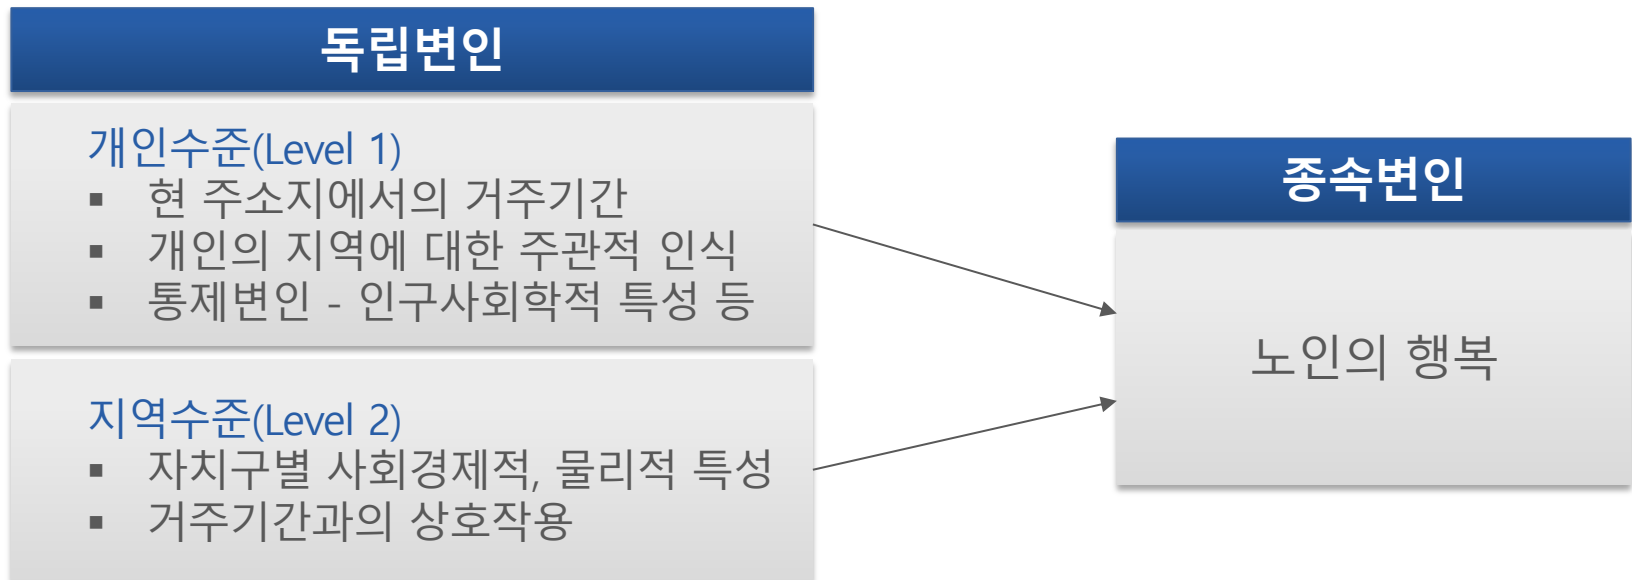 독립변인
개인수준(Level 1)
▪ 현 주소지에서의 거주기간
▪ 개인의 지역에 대한 주관적 인식
▪ 통제변인 - 인구사회학적 특성 등
지역수준(Level 2)
▪ 자치구별 사회경제적, 물리적 특성
▪ 거주기간과의 상호작용
종속변인
노인의 행복